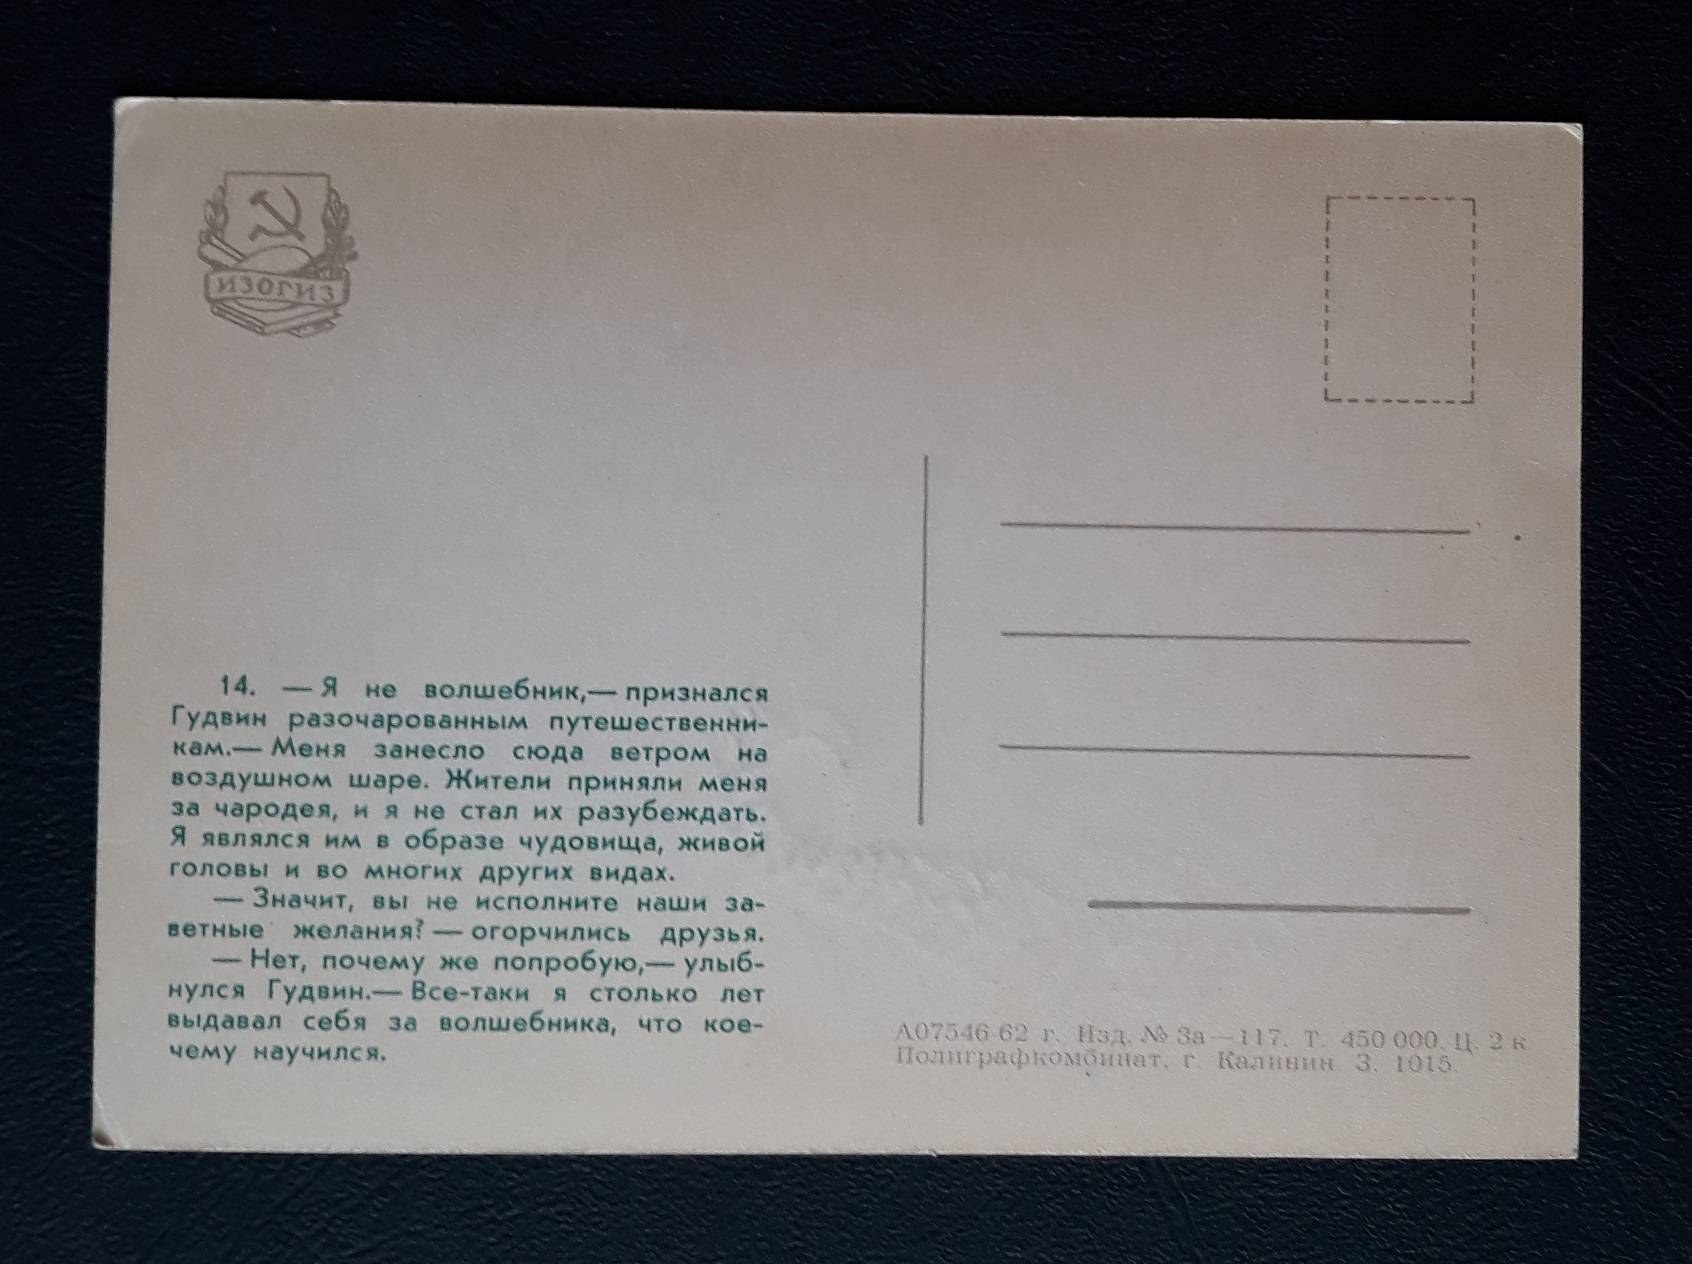 ИЗОГИЗ
14. — Я не волшебник,— признался
Гудвин разочарованным путешественни-
кам.— Меня занесло сюда ветром на
воздушном шаре. Жители приняли меня
за чародея, и я не стал их разубеждать.
Я являлся им в образе чудовища, живой
головы и во многих других видах.
— Значит, вы не исполните наши за-
ветные желания? — огорчились друзья.
— Нет, почему же попробую,— улыб-
нулся Гудвин.— Все-таки я столько лет
выдавал себя за волшебника, что кое-
чему научился.
А07546-62 г. Изд. № 3а—117. Т. 450 000. Ц. 2 к
Полиграфкомбинат, г. Калинин. З. 1015.